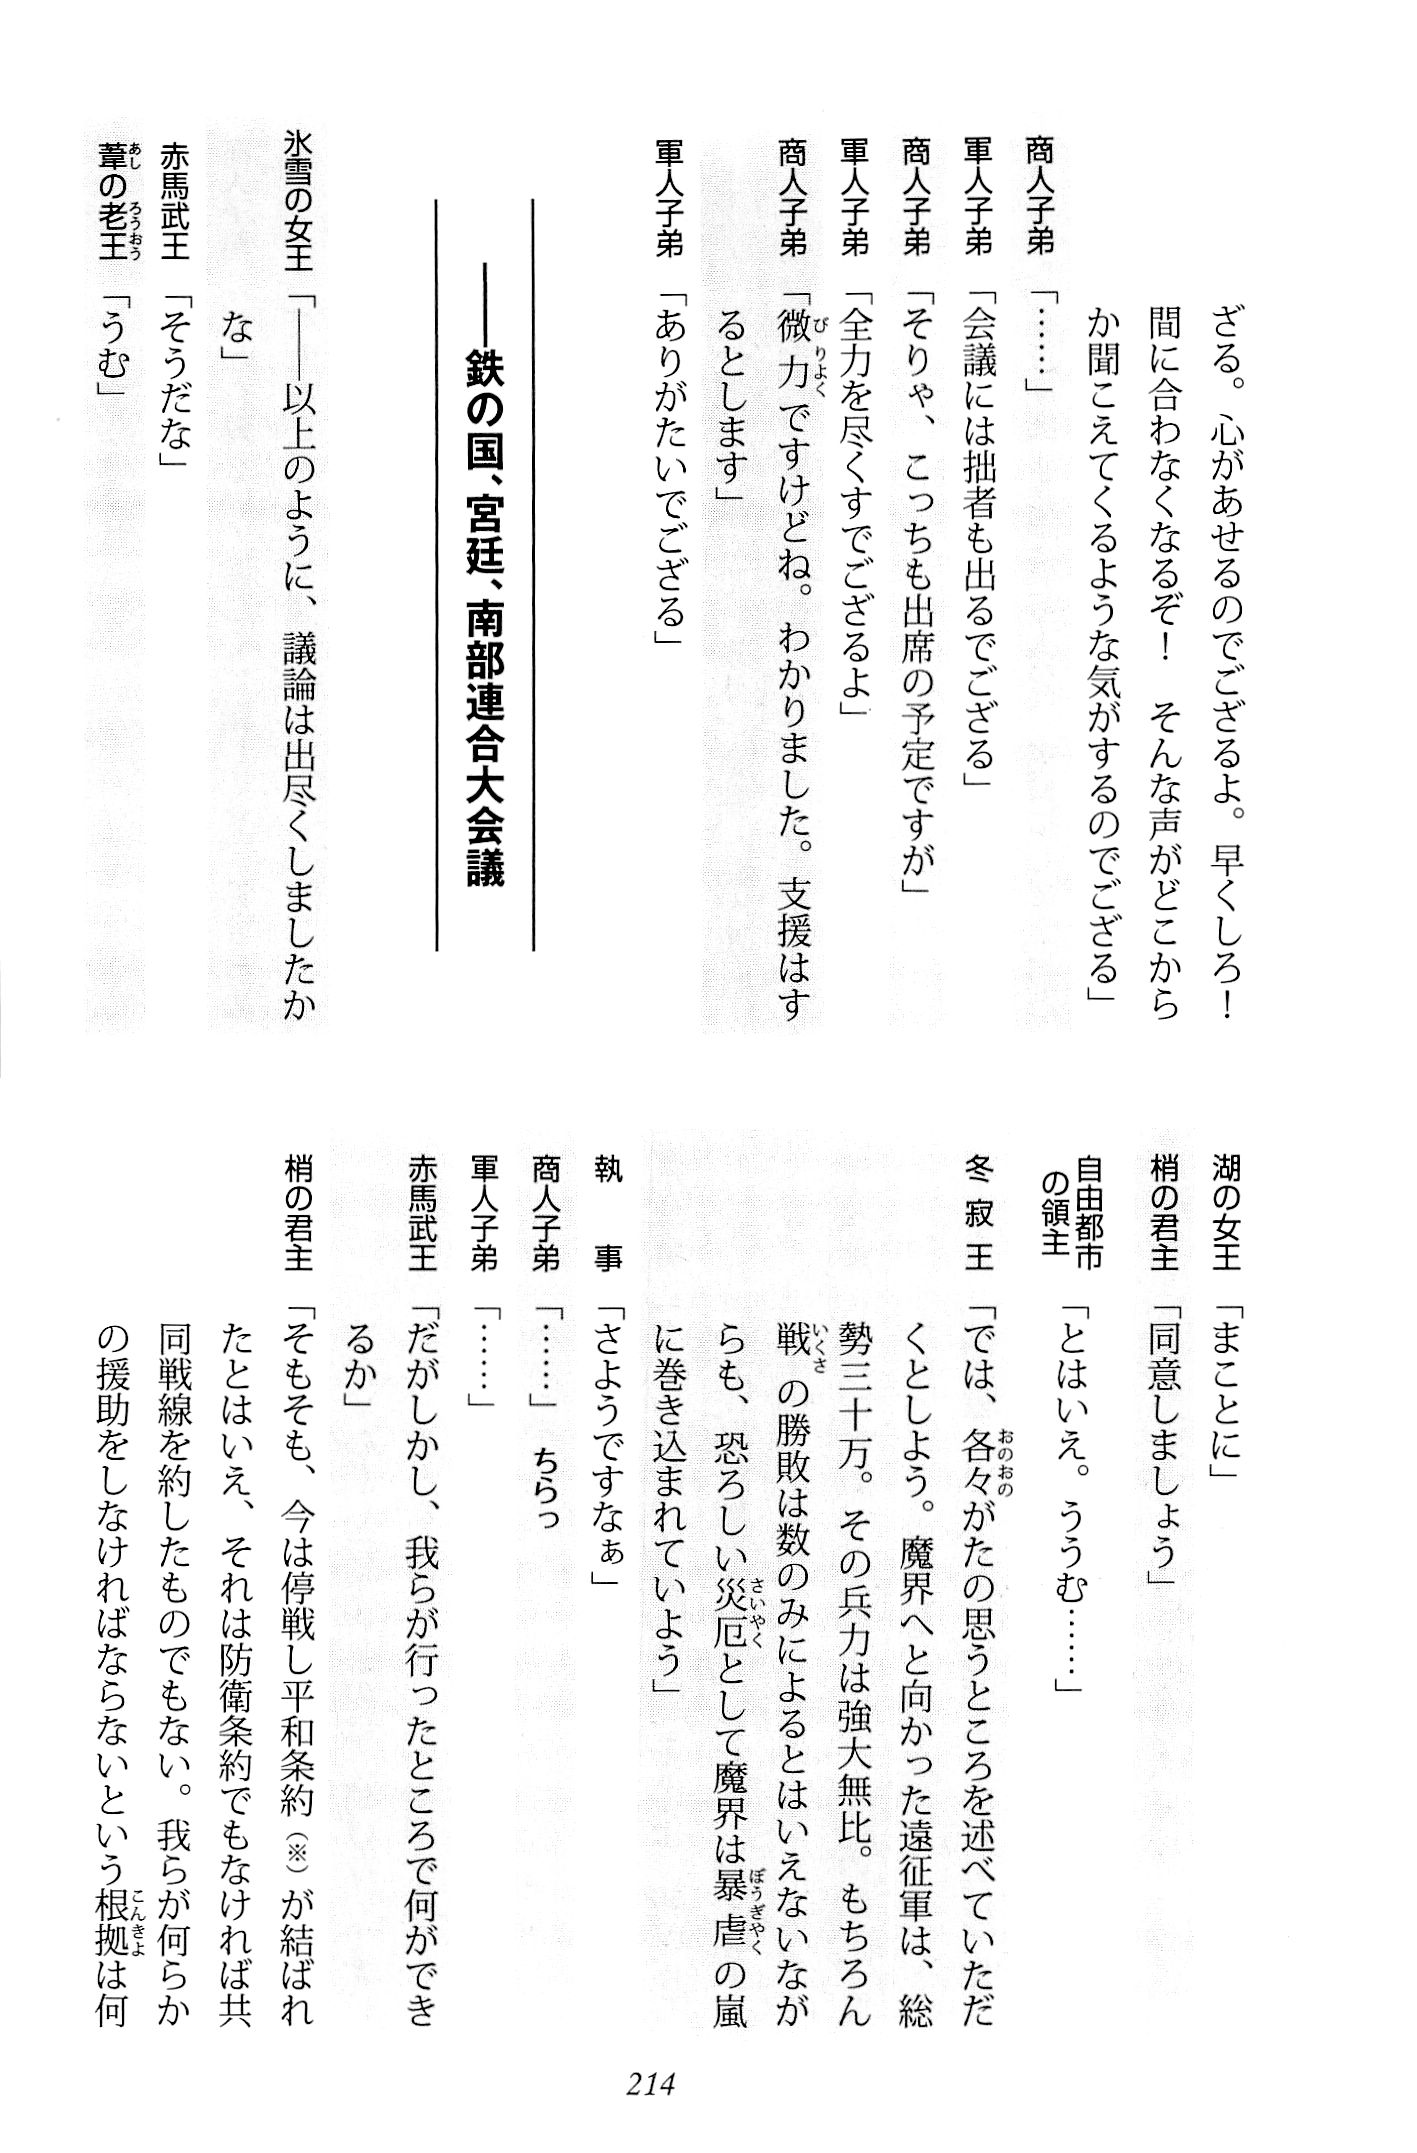 ざる。心があせるのでござるよ。早くしろ！
間に合わなくなるぞ！　そんな声がどこから
か聞こえてくるような気がするのでござる」
商人子弟「……」
軍人子弟「会議には拙者も出るでござる」
商人子弟「そりゃ、こっちも出席の予定ですが」
軍人子弟「全力を尽くすでござるよ」
商人子弟「微力ですけどね。わかりました。支援はす
るとします」
軍人子弟「ありがたいでござる」
――鉄の国、宮廷、南部連合大会議
氷雪の女王「――以上のように、議論は出尽くしましたか
な」
赤馬武王「そうだな」
葦の老王「うむ」
湖の女王「まことに」
梢の君主「同意しましょう」
自由都市の領主「とはいえ。ううむ……」
冬寂王「では、各々がたの思うところを述べていただ
くとしよう。魔界へと向かった遠征軍は、総
勢三十万。その兵力は強大無比。もちろん
戦の勝敗は数のみによるとはいえないなが
らも、恐ろしい災厄として魔界は暴虐の嵐
に巻き込まれていよう」
執事「さようですなぁ」
商人子弟「……」ちらっ
軍人子弟「……」
赤馬武王「だがしかし、我らが行ったところで何ができ
るか」
梢の君主「そもそも、今は停戦し平和条約（※）が結ばれ
たとはいえ、それは防衛条約でもなければ共
同戦線を約したものでもない。我らが何らか
の援助をしなければならないという根拠は何
214